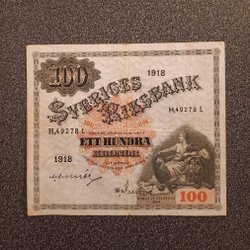 100
1918
SVERIGES
RIKSBANK
H,49278 L
H,49278 L
ETT HUNDRA
KRONOR
1918
100